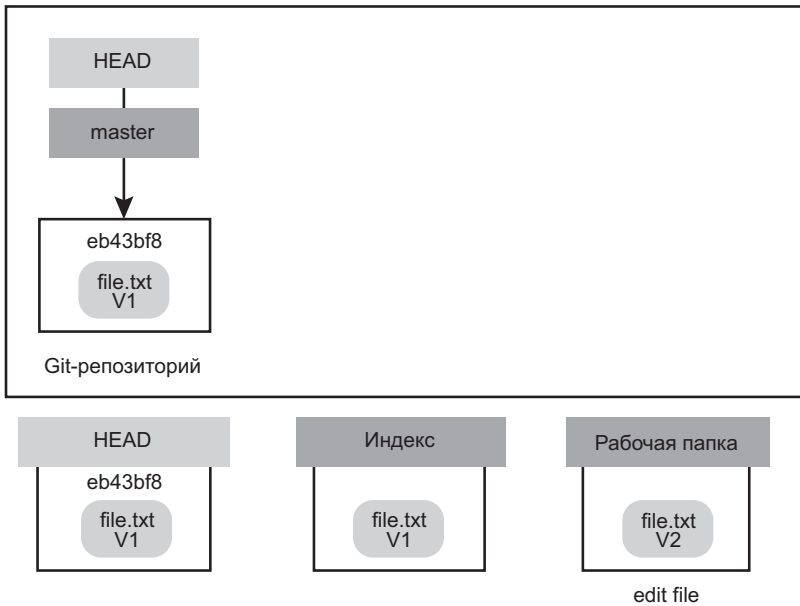 HEAD
master
eb43bf8
file.txt
V1
Git-репозиторий
HEAD
eb43bf8
file.txt
V1
Индекс
file.txt
V1
Рабочая папка
file.txt
V2
edit file